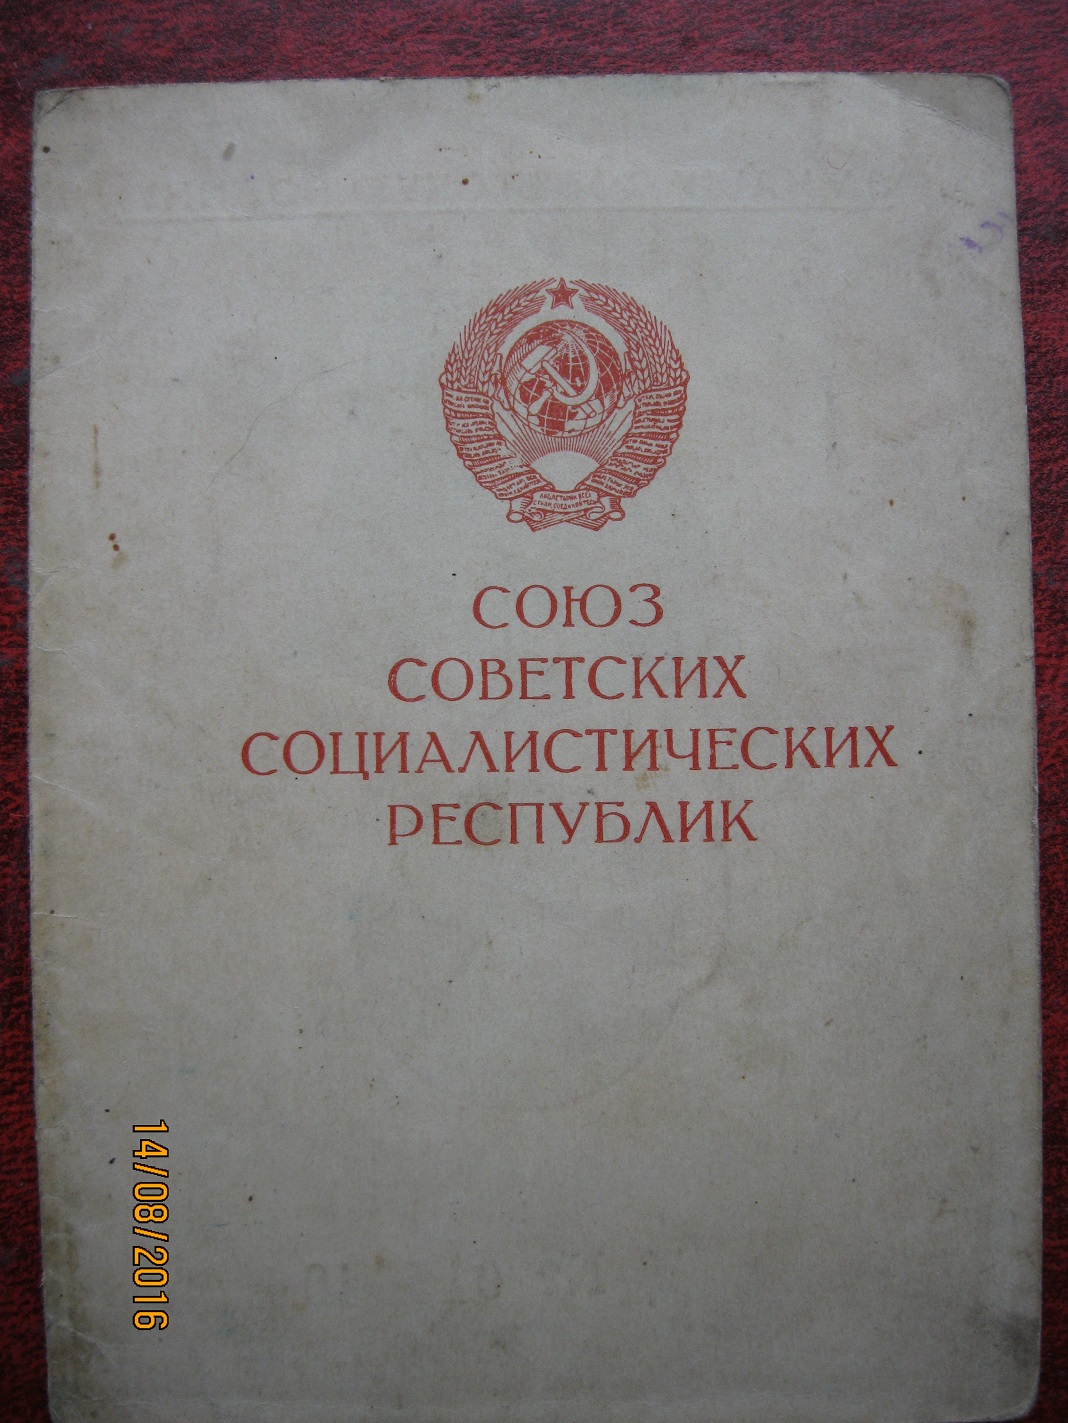 СОЮЗ
СОВЕТСКИХ
СОЦИАЛИСТИЧЕСКИХ
РЕСПУБЛИК
14/08/2016